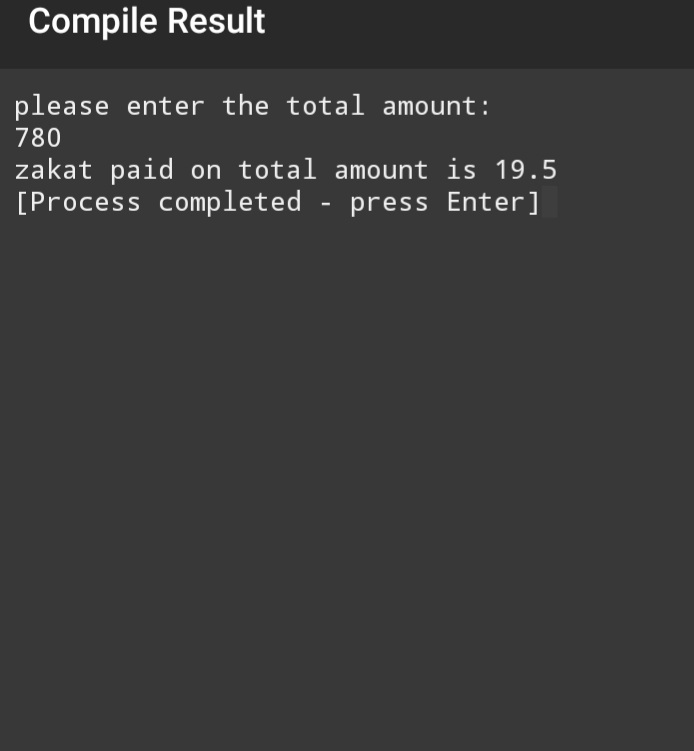 Compile Result
please enter the total amount:
780
zakat paid on total amount is 19.5
[Process completed - press Enter]